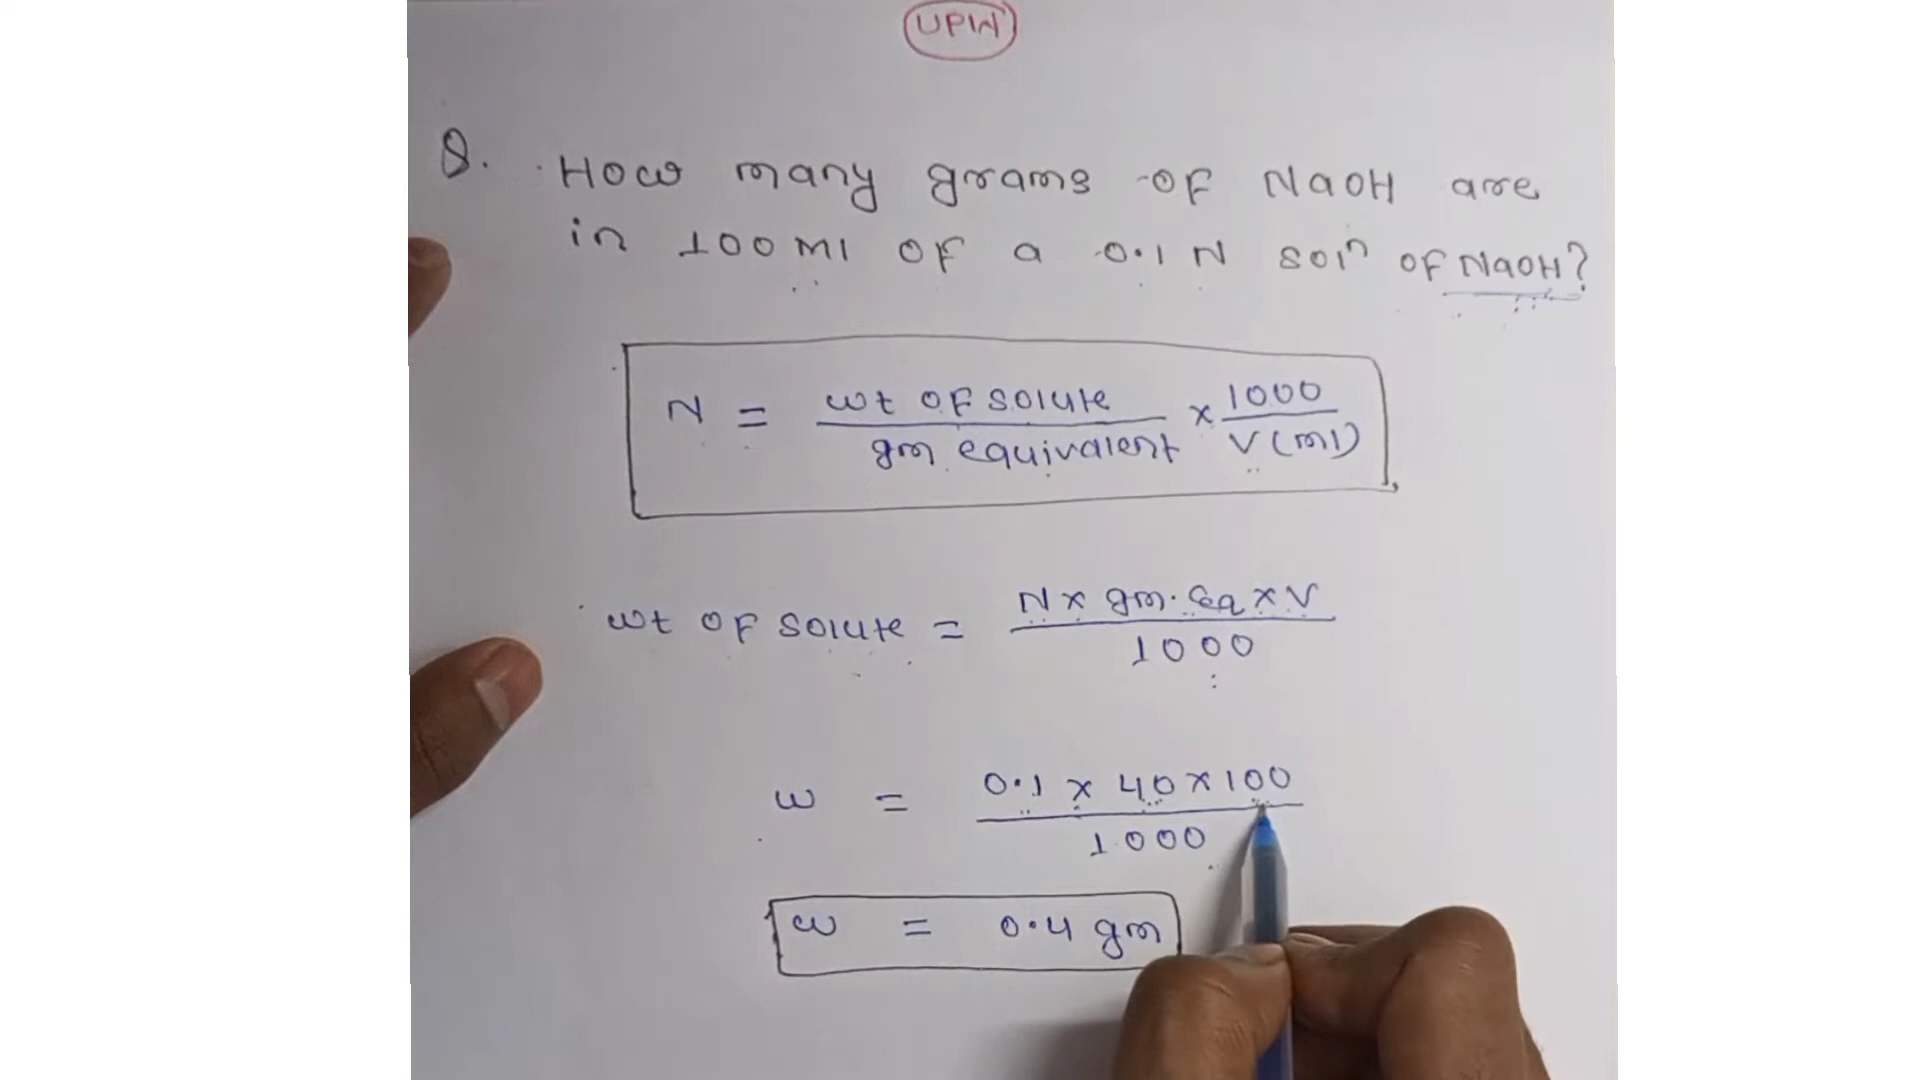 UPW
Q. How many grams of NaOH are
in 100 ml of a 0.1 N soln of NaOH?
N = wt of solute / gm equivalent × 1000 / V (ml)
wt of solute = N × gm. Eq × V / 1000
w = 0.1 × 40 × 100 / 1000
w = 0.4 gm